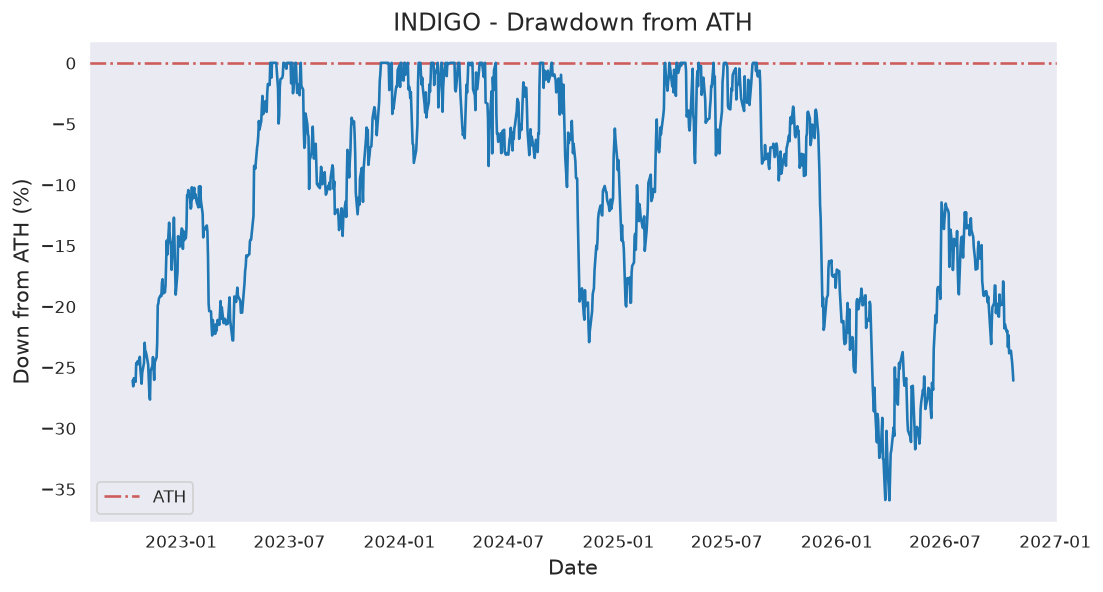 INDIGO - Drawdown from ATH
Down from ATH (%)
0
−5
−10
−15
−20
−25
−30
−35
ATH
2023-01 2023-07 2024-01 2024-07 2025-01 2025-07 2026-01 2026-07 2027-01
Date